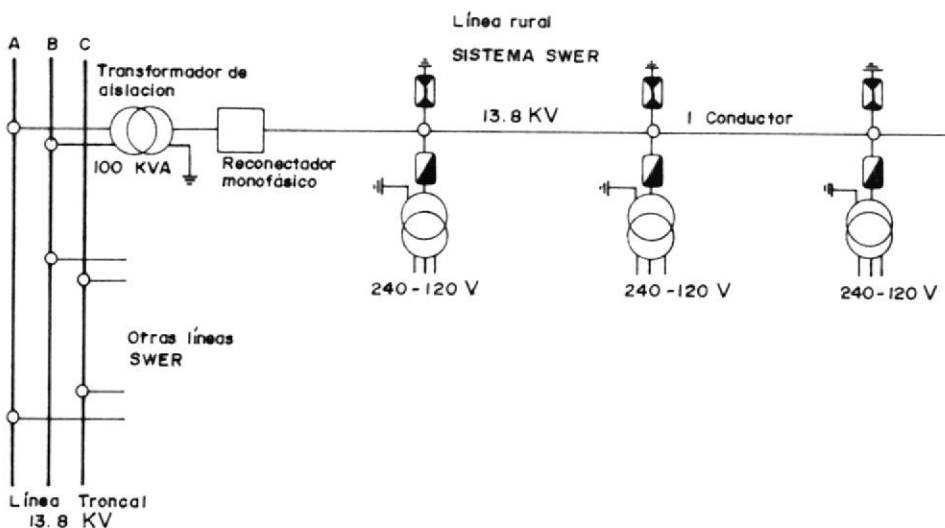 Línea rural
SISTEMA SWER
A B C
Transformador de
aislacion
100 KVA
Reconectador
monofásico
13.8 KV
1 Conductor
240-120 V
240-120 V
240-120 V
Otras líneas
SWER
Línea Troncal
13.8 KV